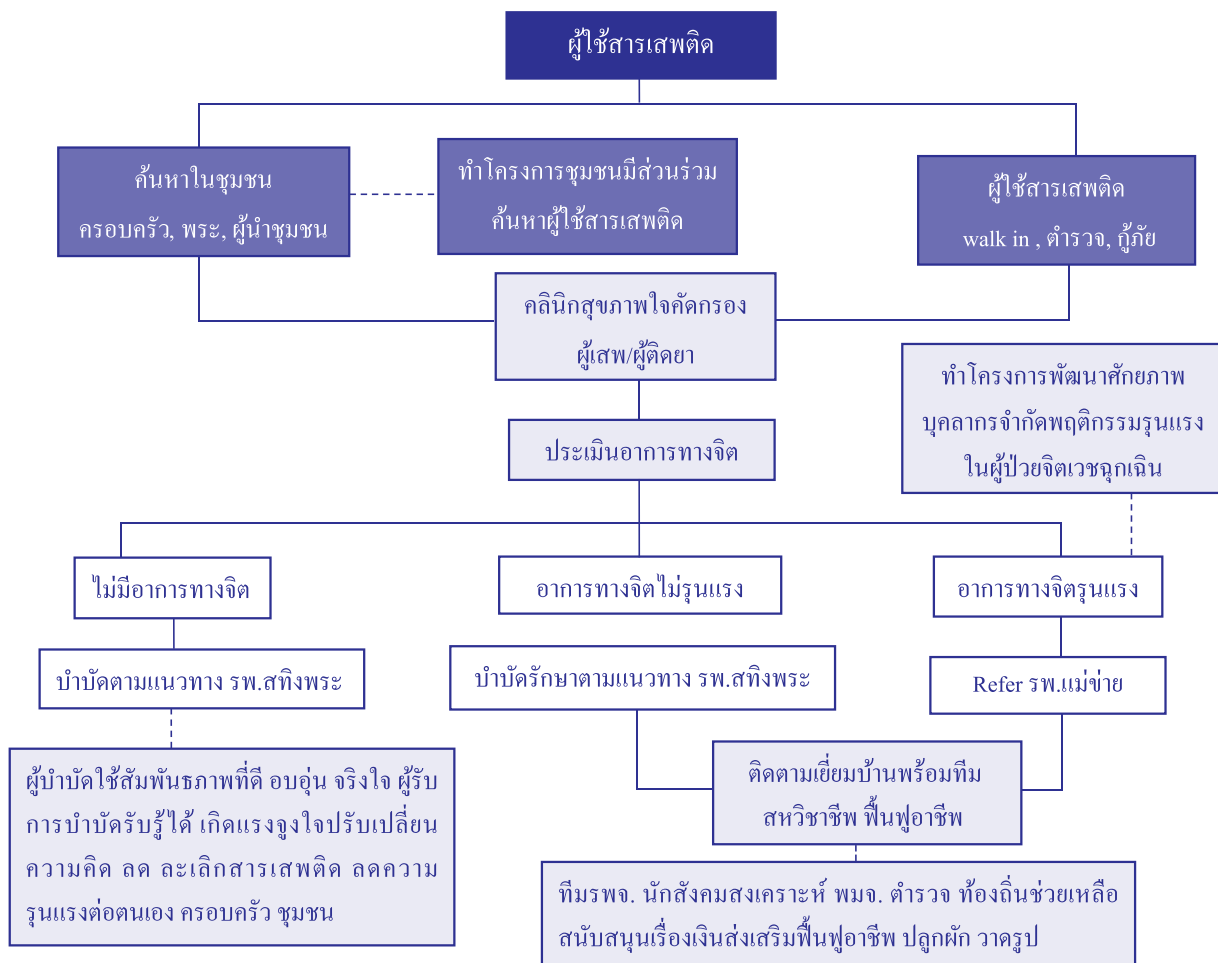 ผู้ใช้สารเสพติด
ค้นหาในชุมชน
ครอบครัว, พระ, ผู้นำชุมชน
ทำโครงการชุมชนมีส่วนร่วม
ค้นหาผู้ใช้สารเสพติด
ผู้ใช้สารเสพติด
walk in , ตำรวจ, กู้ภัย
คลินิกสุขภาพใจคัดกรอง
ผู้เสพ/ผู้ติดยา
ทำโครงการพัฒนาศักยภาพ
บุคลากรจำกัดพฤติกรรมรุนแรง
ในผู้ป่วยจิตเวชฉุกเฉิน
ประเมินอาการทางจิต
ไม่มีอาการทางจิต
อาการทางจิตไม่รุนแรง
อาการทางจิตรุนแรง
บำบัดตามแนวทาง รพ.สทิงพระ
บำบัดรักษาตามแนวทาง รพ.สทิงพระ
Refer รพ.แม่ข่าย
ผู้บำบัดใช้สัมพันธภาพที่ดี อบอุ่น จริงใจ ผู้รับ
การบำบัดรับรู้ได้ เกิดแรงจูงใจปรับเปลี่ยน
ความคิด ลด ละเลิกสารเสพติด ลดความ
รุนแรงต่อตนเอง ครอบครัว ชุมชน
ติดตามเยี่ยมบ้านพร้อมทีม
สหวิชาชีพ ฟื้นฟูอาชีพ
ทีมรพจ. นักสังคมสงเคราะห์ พมจ. ตำรวจ ท้องถิ่นช่วยเหลือ
สนับสนุนเรื่องเงินส่งเสริมฟื้นฟูอาชีพ ปลูกผัก วาดรูป